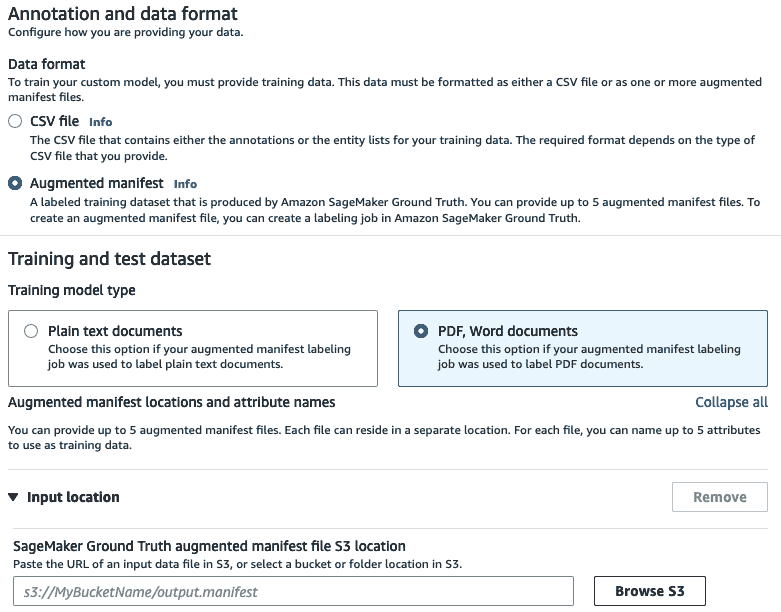 Annotation and data format
Configure how you are providing your data.
Data format
To train your custom model, you must provide training data. This data must be formatted as either a CSV file or as one or more augmented
manifest files.
CSV file Info
The CSV file that contains either the annotations or the entity lists for your training data. The required format depends on the type of
CSV file that you provide.
Augmented manifest Info
A labeled training dataset that is produced by Amazon SageMaker Ground Truth. You can provide up to 5 augmented manifest files. To
create an augmented manifest file, you can create a labeling job in Amazon SageMaker Ground Truth.
Training and test dataset
Training model type
Plain text documents
Choose this option if your augmented manifest labeling
job was used to label plain text documents.
PDF, Word documents
Choose this option if your augmented manifest labeling
job was used to label PDF documents.
Augmented manifest locations and attribute names Collapse all
You can provide up to 5 augmented manifest files. Each file can reside in a separate location. For each file, you can name up to 5 attributes
to use as training data.
Input location Remove
SageMaker Ground Truth augmented manifest file S3 location
Paste the URL of an input data file in S3, or select a bucket or folder location in S3.
s3://MyBucketName/output.manifest Browse S3